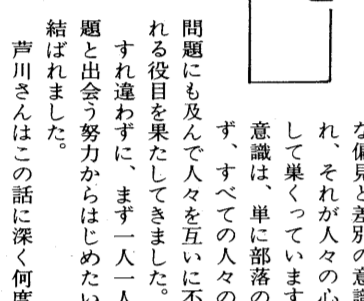 な偏見と差別の意識
れ、それが人々の心
して巣くっています
意識は、単に部落の
ず、すべての人々の
問題にも及んで人々を互いに不
れる役目を果たしてきました。
すれ違わずに、まず一人一人
題と出会う努力からはじめたい
結ばれました。
芦川さんはこの話に深く何度